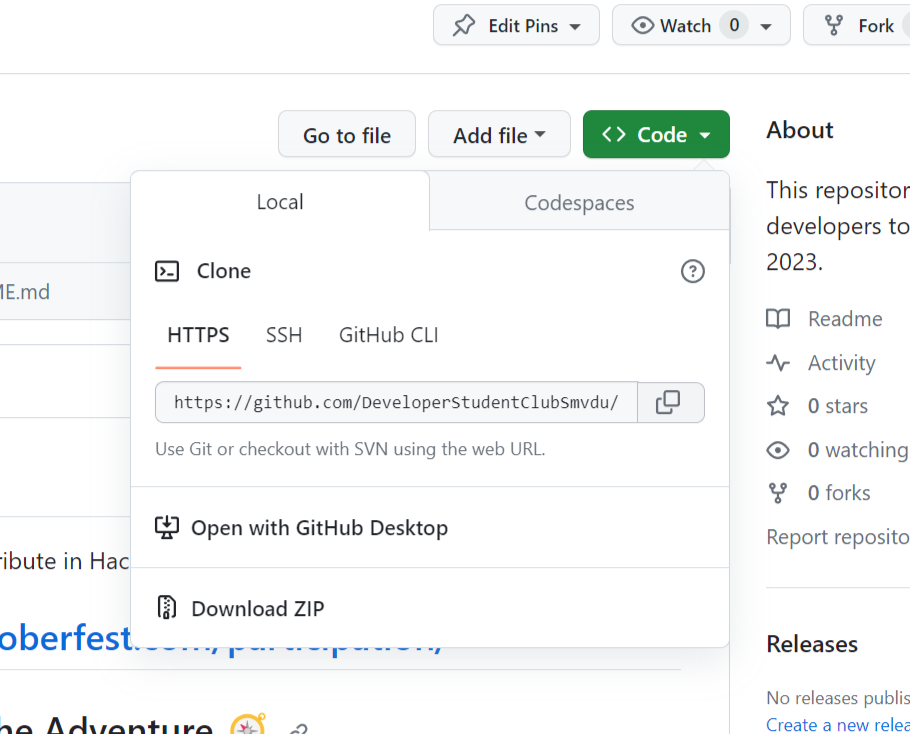 Edit Pins
Watch 0
Fork
Go to file
Add file
Code
About
Local
Codespaces
This repositor
developers to
2023.
Clone
ME.md
HTTPS
SSH
GitHub CLI
Readme
Activity
https://github.com/DeveloperStudentClubSmvdu/
0 stars
Use Git or checkout with SVN using the web URL.
0 watching
0 forks
Open with GitHub Desktop
Report reposito
ribute in Hac
Download ZIP
oberfest.com/participation/
Releases
No releases publis
Create a new relea
he Adventure